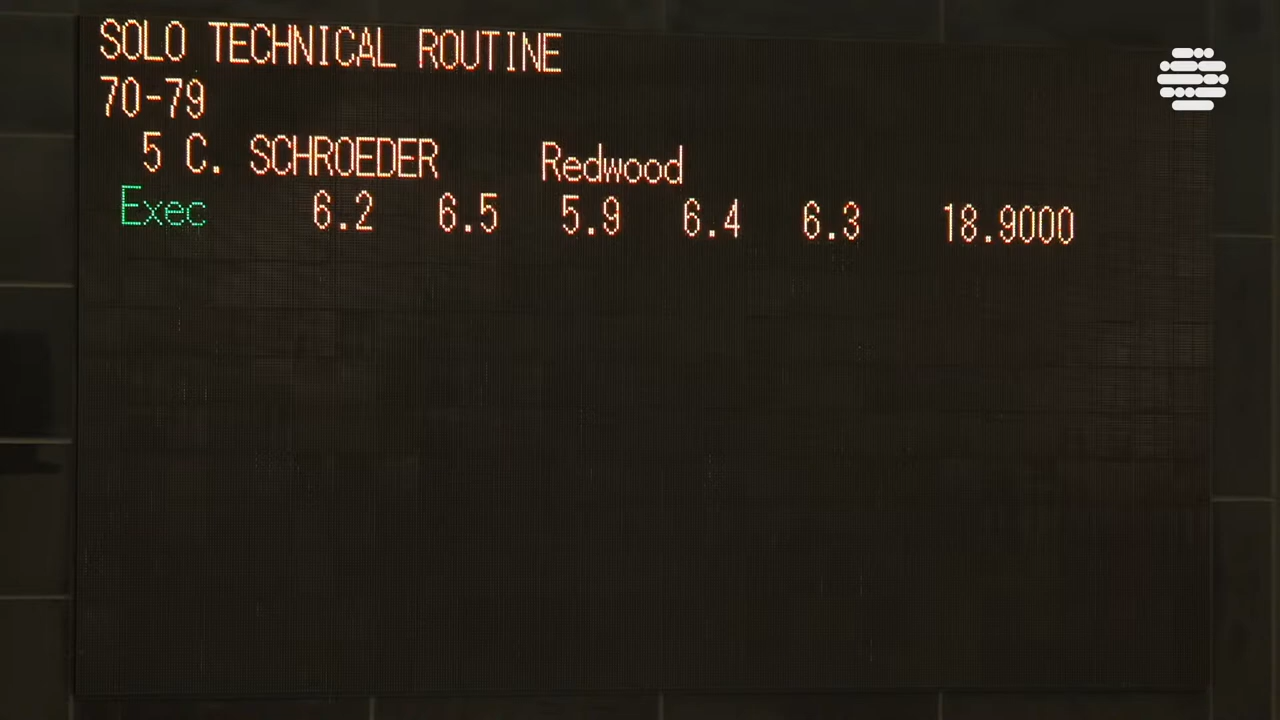 SOLO TECHNICAL ROUTINE
70-79
5 C. SCHROEDER Redwood
Exec 6.2 6.5 5.9 6.4 6.3 18.9000